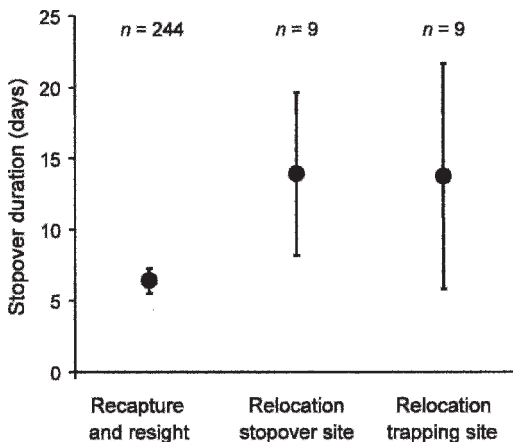 25
20
15
10
5
0
Stopover duration (days)
n = 244
n = 9
n = 9
Recapture
and resight
Relocation
stopover site
Relocation
trapping site